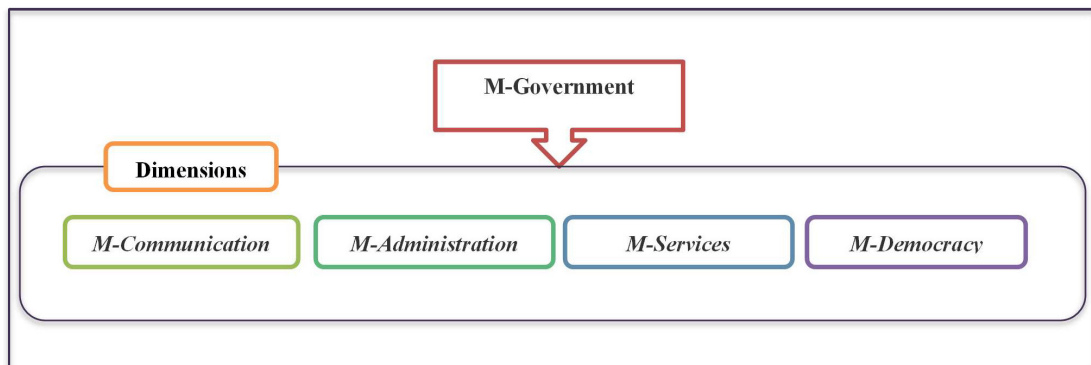 M-Government
Dimensions
M-Communication
M-Administration
M-Services
M-Democracy